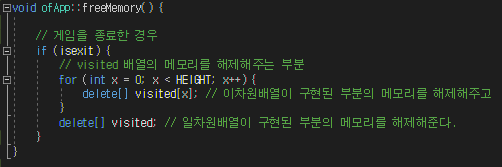 void ofApp::freeMemory() {
// 게임을 종료한 경우
if (isexit) {
// visited 배열의 메모리를 해제해주는 부분
for (int x = 0; x < HEIGHT; x++) {
delete[] visited[x]; // 이차원배열이 구현된 부분의 메모리를 해제해주고
}
delete[] visited; // 일차원배열이 구현된 부분의 메모리를 해제해준다.
}
}